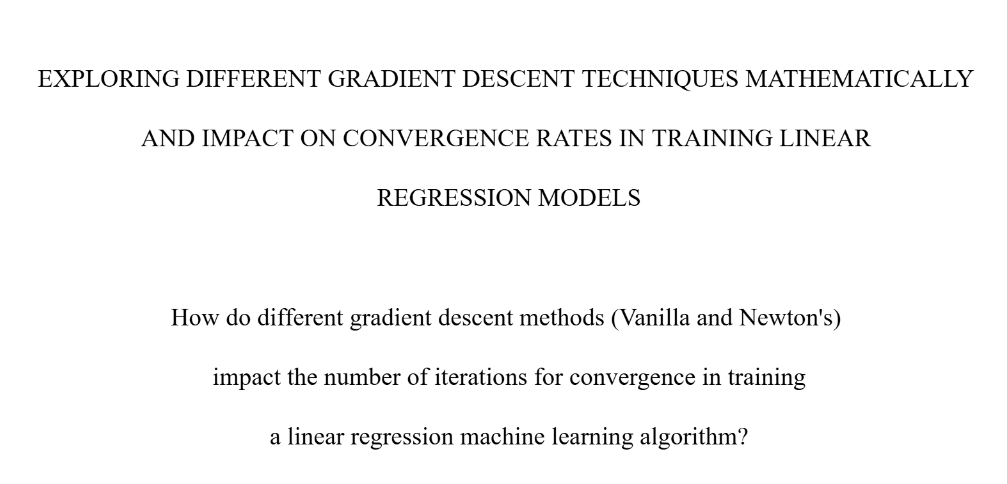 EXPLORING DIFFERENT GRADIENT DESCENT TECHNIQUES MATHEMATICALLY
AND IMPACT ON CONVERGENCE RATES IN TRAINING LINEAR
REGRESSION MODELS
How do different gradient descent methods (Vanilla and Newton's)
impact the number of iterations for convergence in training
a linear regression machine learning algorithm?